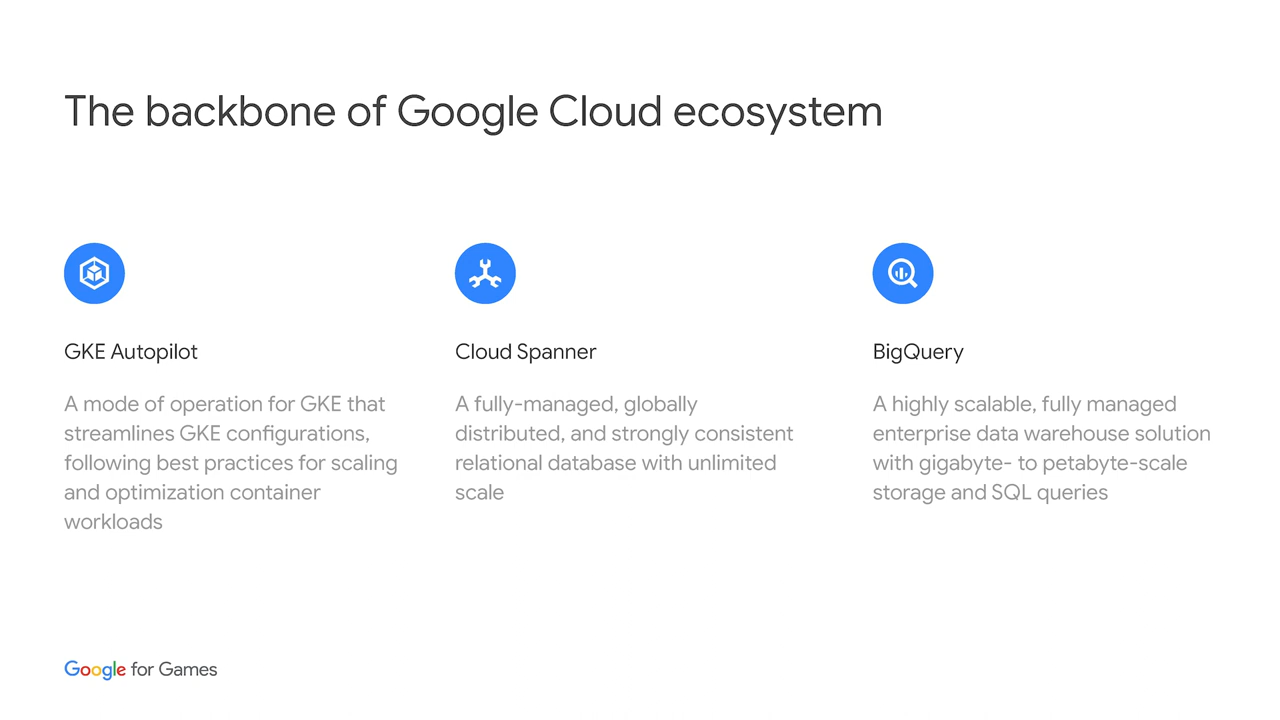 The backbone of Google Cloud ecosystem
GKE Autopilot
A mode of operation for GKE that
streamlines GKE configurations,
following best practices for scaling
and optimization container
workloads
Cloud Spanner
A fully-managed, globally
distributed, and strongly consistent
relational database with unlimited
scale
BigQuery
A highly scalable, fully managed
enterprise data warehouse solution
with gigabyte- to petabyte-scale
storage and SQL queries
Google for Games